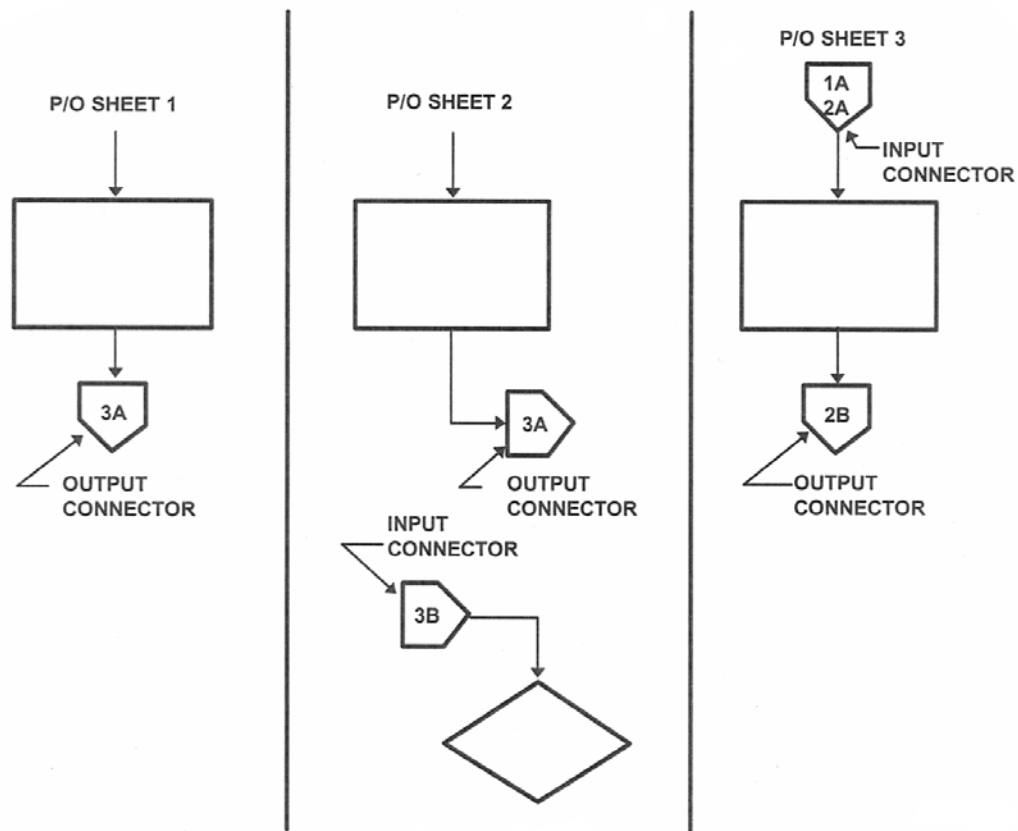 P/O SHEET 1
3A
OUTPUT
CONNECTOR
P/O SHEET 2
3A
OUTPUT
CONNECTOR
INPUT
CONNECTOR
3B
P/O SHEET 3
1A
2A
INPUT
CONNECTOR
2B
OUTPUT
CONNECTOR